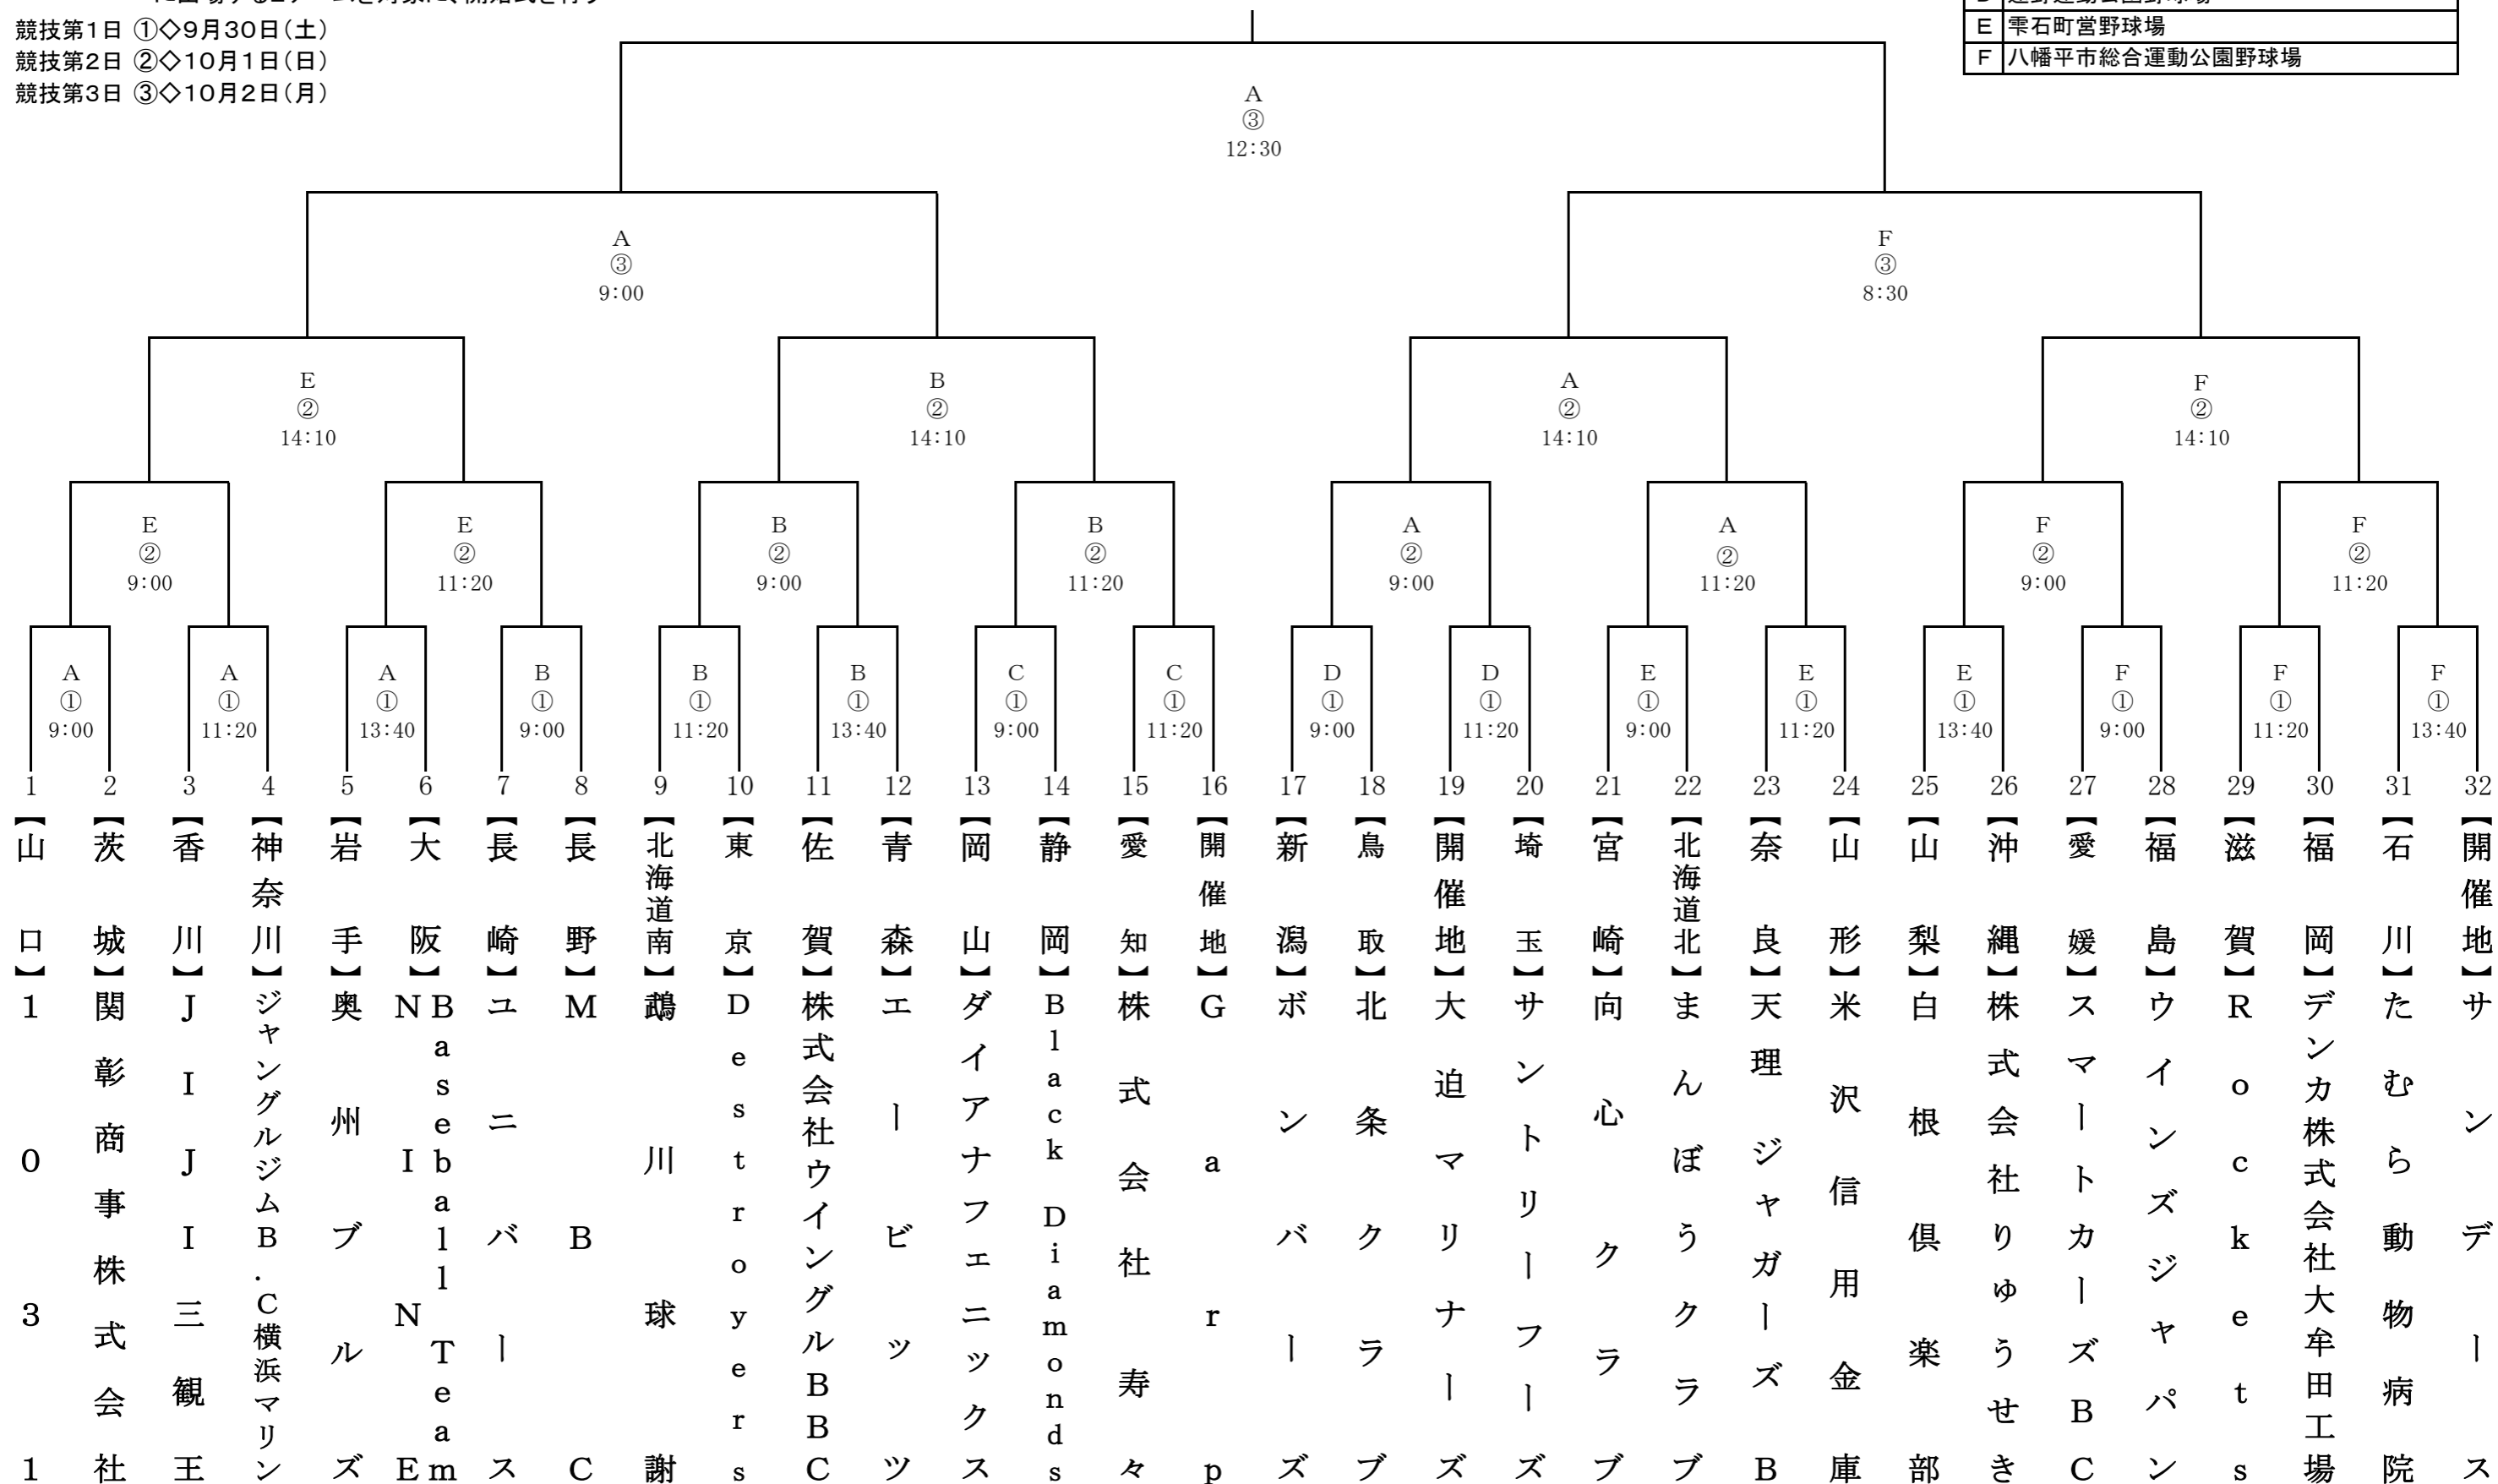 競技第1日 ①◇9月30日(土)
競技第2日 ②◇10月1日(日)
競技第3日 ③◇10月2日(月)
E 雫石町営野球場
F 八幡平市総合運動公園野球場
A ③ 12:30
A ③ 9:00
F ③ 8:30
E ② 14:10
B ② 14:10
A ② 14:10
F ② 14:10
E ② 9:00
E ② 11:20
B ② 9:00
B ② 11:20
A ② 9:00
A ② 11:20
F ② 9:00
F ② 11:20
A ① 9:00
A ① 11:20
A ① 13:40
B ① 9:00
B ① 11:20
B ① 13:40
C ① 9:00
C ① 11:20
D ① 9:00
D ① 11:20
E ① 9:00
E ① 11:20
E ① 13:40
F ① 9:00
F ① 11:20
F ① 13:40
1【山口】1031
2【茨城】関彰商事株式会社
3【香川】JIJI三観王
4【神奈川】ジャングルジムB.C横浜マリン
5【岩手】奥州ブルズ
6【大阪】NINE Baseball Team
7【長崎】ユニバース
8【長野】MBC
9【北海道南】鵡川球謝
10【東京】Destroyers
11【佐賀】株式会社ウイングルBBC
12【青森】エービッツ
13【岡山】ダイアナフェニックス
14【静岡】Black Diamonds
15【愛知】株式会社寿々
16【開催地】Garp
17【新潟】ボンバーズ
18【鳥取】北条クラブ
19【開催地】大迫マリナーズ
20【埼玉】サントリーフーズ
21【宮崎】向心クラブ
22【北海道北】まんぼうクラブ
23【奈良】天理ジャガーズB
24【山形】米沢信用金庫
25【山梨】白根倶楽部
26【沖縄】株式会社りゅうせき
27【愛媛】スマートカーズBC
28【福島】ウインズジャパン
29【滋賀】Rockets
30【福岡】デンカ株式会社大牟田工場
31【石川】たむら動物病院
32【開催地】サンデース